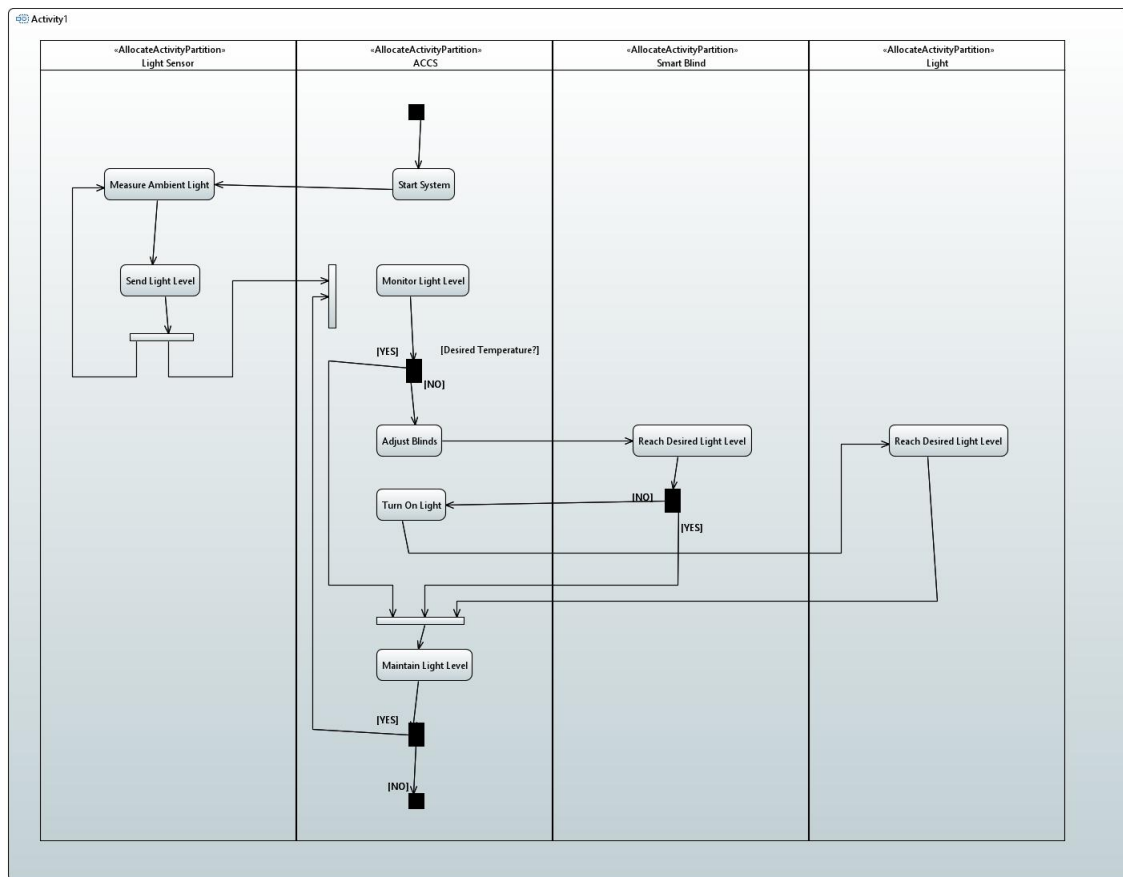 Activity1
«AllocateActivityPartition»
Light Sensor
«AllocateActivityPartition»
ACCS
«AllocateActivityPartition»
Smart Blind
«AllocateActivityPartition»
Light
Measure Ambient Light
Start System
Send Light Level
Monitor Light Level
[YES]
[Desired Temperature?]
[NO]
Adjust Blinds
Reach Desired Light Level
Reach Desired Light Level
Turn On Light
[NO]
[YES]
Maintain Light Level
[YES]
[NO]